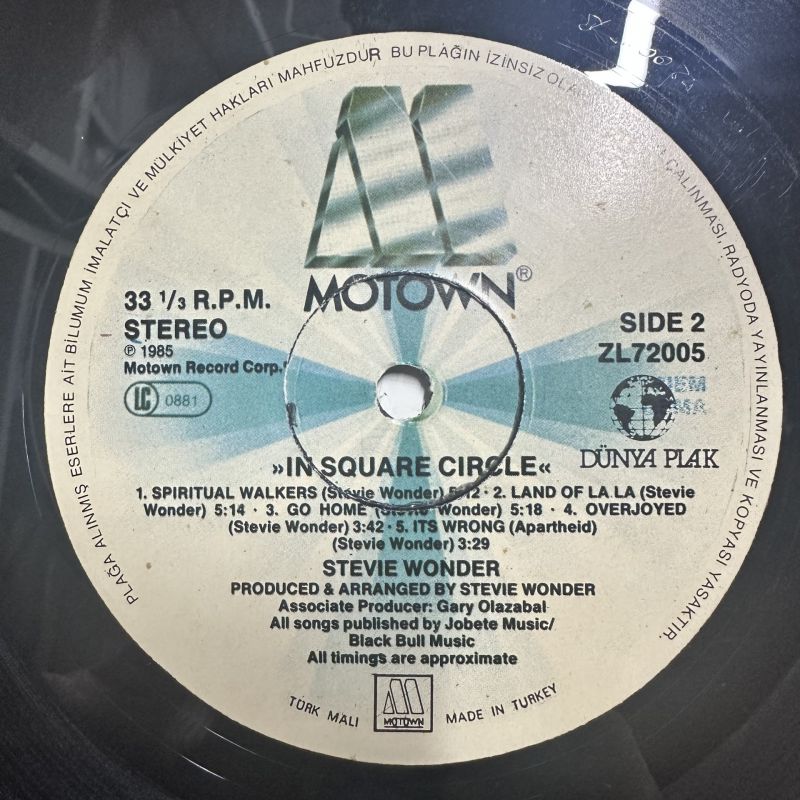 PLAĞA ALINMIŞ ESERLERE AİT BİLUMUM İMALATÇI VE MÜLKİYET HAKLARI MAHFUZDUR BU PLAĞIN İZİNSİZ ÇALINMASI, RADYODA YAYINLANMASI VE KOPYASI YASAKTIR.
MOTOWN®
33 1/3 R.P.M.
STEREO
℗ 1985
Motown Record Corp.
LC 0881
SIDE 2
ZL72005
DÜNYA PLAK
»IN SQUARE CIRCLE«
1. SPIRITUAL WALKERS (Stevie Wonder) 5:12 · 2. LAND OF LA LA (Stevie
Wonder) 5:14 · 3. GO HOME (Stevie Wonder) 5:18 · 4. OVERJOYED
(Stevie Wonder) 3:42 · 5. ITS WRONG (Apartheid)
(Stevie Wonder) 3:29
STEVIE WONDER
PRODUCED & ARRANGED BY STEVIE WONDER
Associate Producer: Gary Olazabal
All songs published by Jobete Music/
Black Bull Music
All timings are approximate
TÜRK MALI
MOTOWN
MADE IN TURKEY